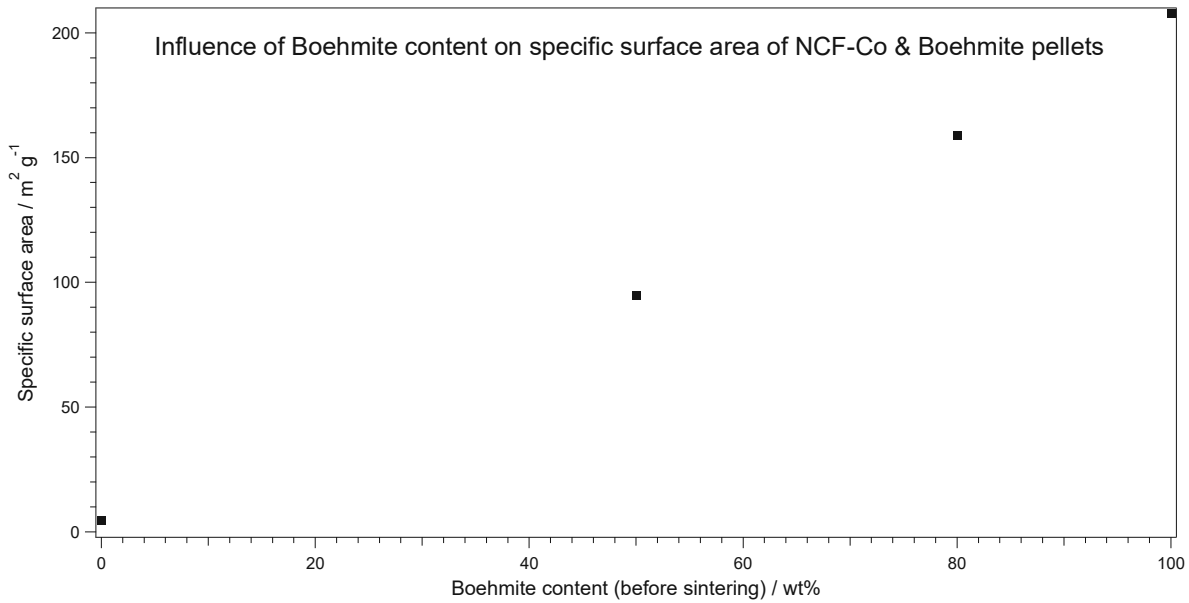 Influence of Boehmite content on specific surface area of NCF-Co & Boehmite pellets
Specific surface area / m² g⁻¹
200
150
100
50
0
0 20 40 60 80 100
Boehmite content (before sintering) / wt%